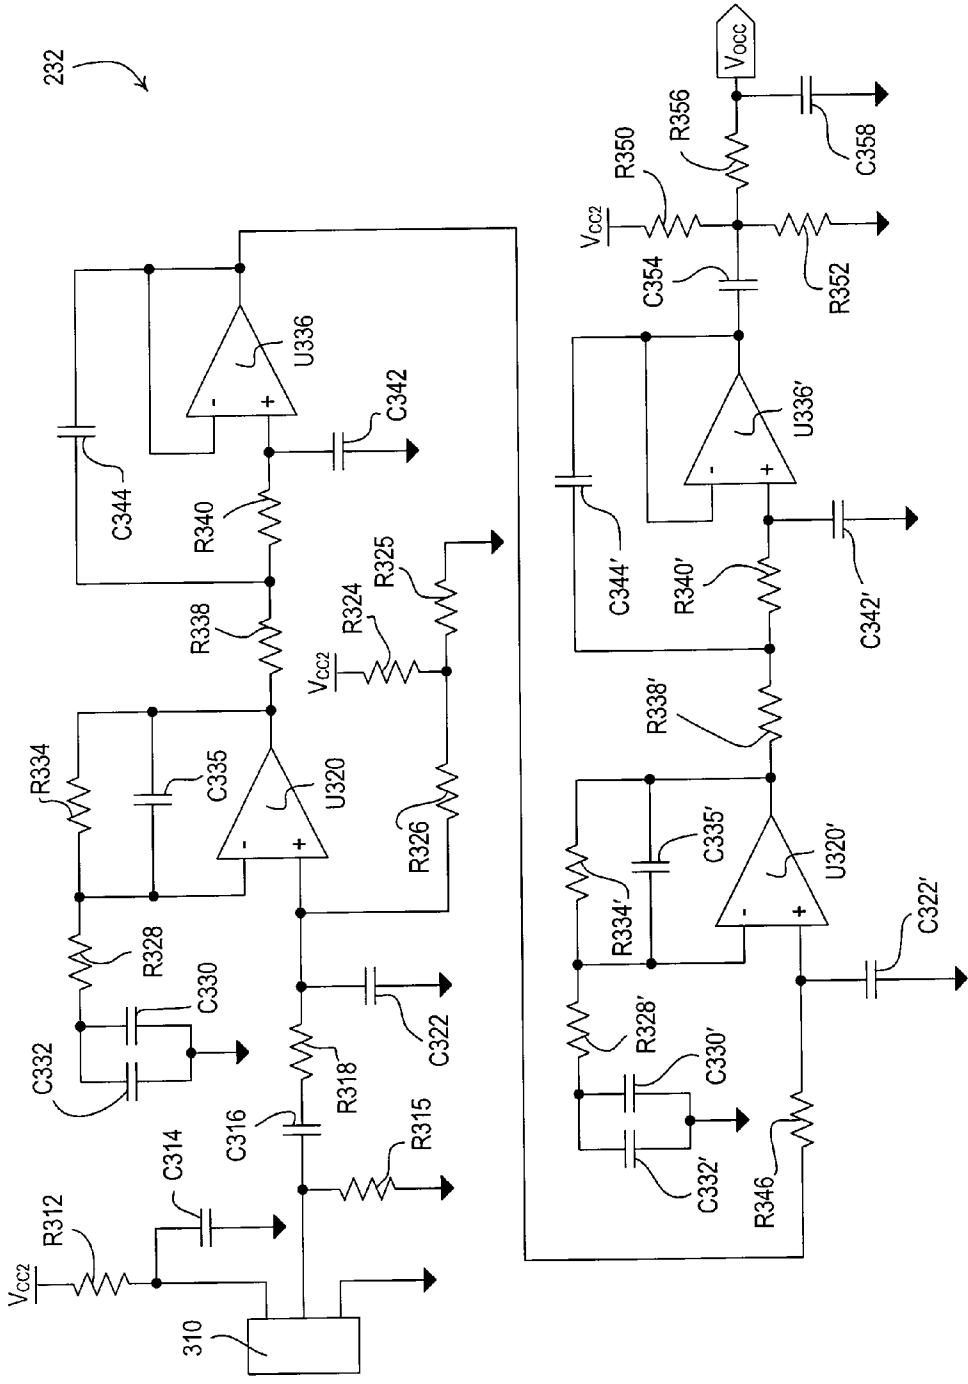 232
VCC2
R312
C314
310
R315
C316
R318
C322
C332
C330
R328
R334
C335
U320
R326
VCC2
R324
R325
R338
R340
C344
C342
U336
R346
C322′
C332′
C330′
R328′
R334′
C335′
U320′
R338′
R340′
C344′
C342′
U336′
C354
VCC2
R350
R352
R356
C358
VOCC
-
+
-
+
-
+
-
+